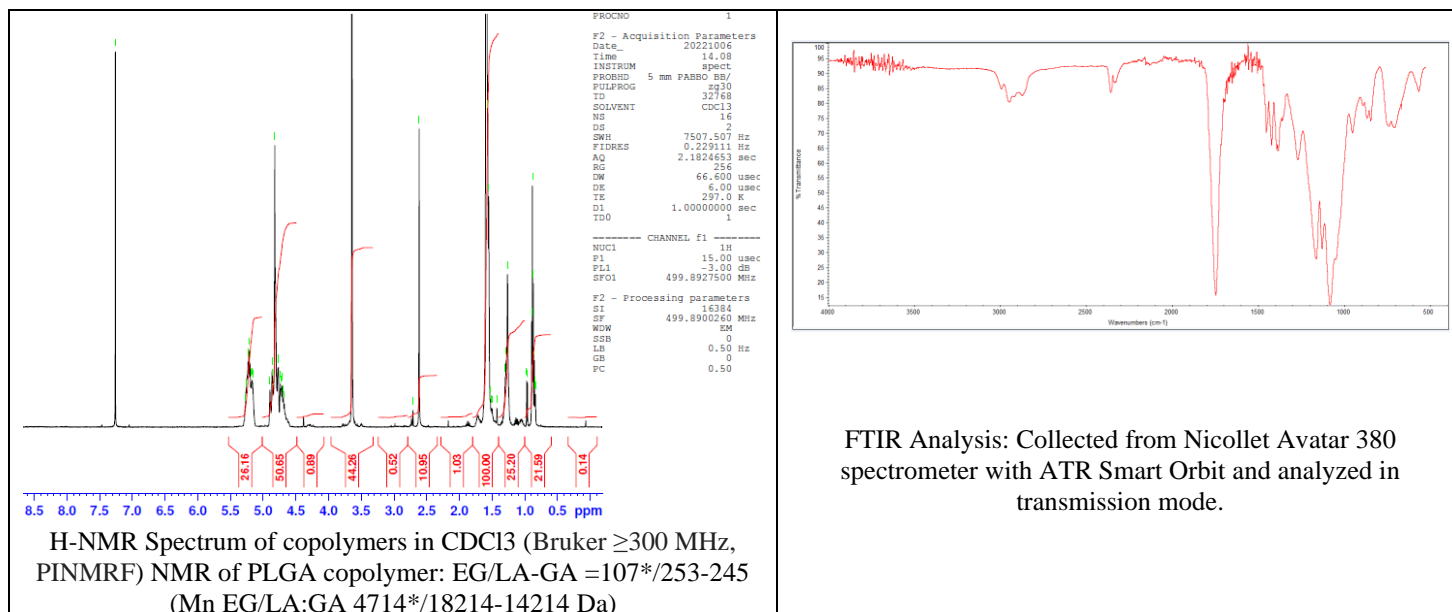 PROCNO 1
F2 - Acquisition Parameters
Date_ 20221006
Time 14.08
INSTRUM spect
PROBHD 5 mm PABBO BB/
PULPROG zg30
TD 32768
SOLVENT CDCl3
NS 16
DS 2
SWH 7507.507 Hz
FIDRES 0.229111 Hz
AQ 2.1824653 sec
RG 256
DW 66.600 usec
DE 6.00 usec
TE 297.0 K
D1 1.00000000 sec
TD0 1
======== CHANNEL f1 ========
NUC1 1H
P1 15.00 usec
PL1 -3.00 dB
SFO1 499.8927500 MHz
F2 - Processing parameters
SI 16384
SF 499.8900260 MHz
WDW EM
SSB 0
LB 0.50 Hz
GB 0
PC 0.50
26.16 50.65 0.89 44.26 0.52 10.95 1.03 100.00 25.20 21.59 0.14
8.5 8.0 7.5 7.0 6.5 6.0 5.5 5.0 4.5 4.0 3.5 3.0 2.5 2.0 1.5 1.0 0.5 ppm
H-NMR Spectrum of copolymers in CDCl3 (Bruker ≥300 MHz,
PINMRF) NMR of PLGA copolymer: EG/LA-GA =107*/253-245
(Mn EG/LA:GA 4714*/18214-14214 Da)
100
95
90
85
80
75
70
65
60
55
50
45
40
35
30
25
20
15
% Transmittance
4000 3500 3000 2500 2000 1500 1000 500
Wavenumbers (cm-1)
FTIR Analysis: Collected from Nicollet Avatar 380
spectrometer with ATR Smart Orbit and analyzed in
transmission mode.